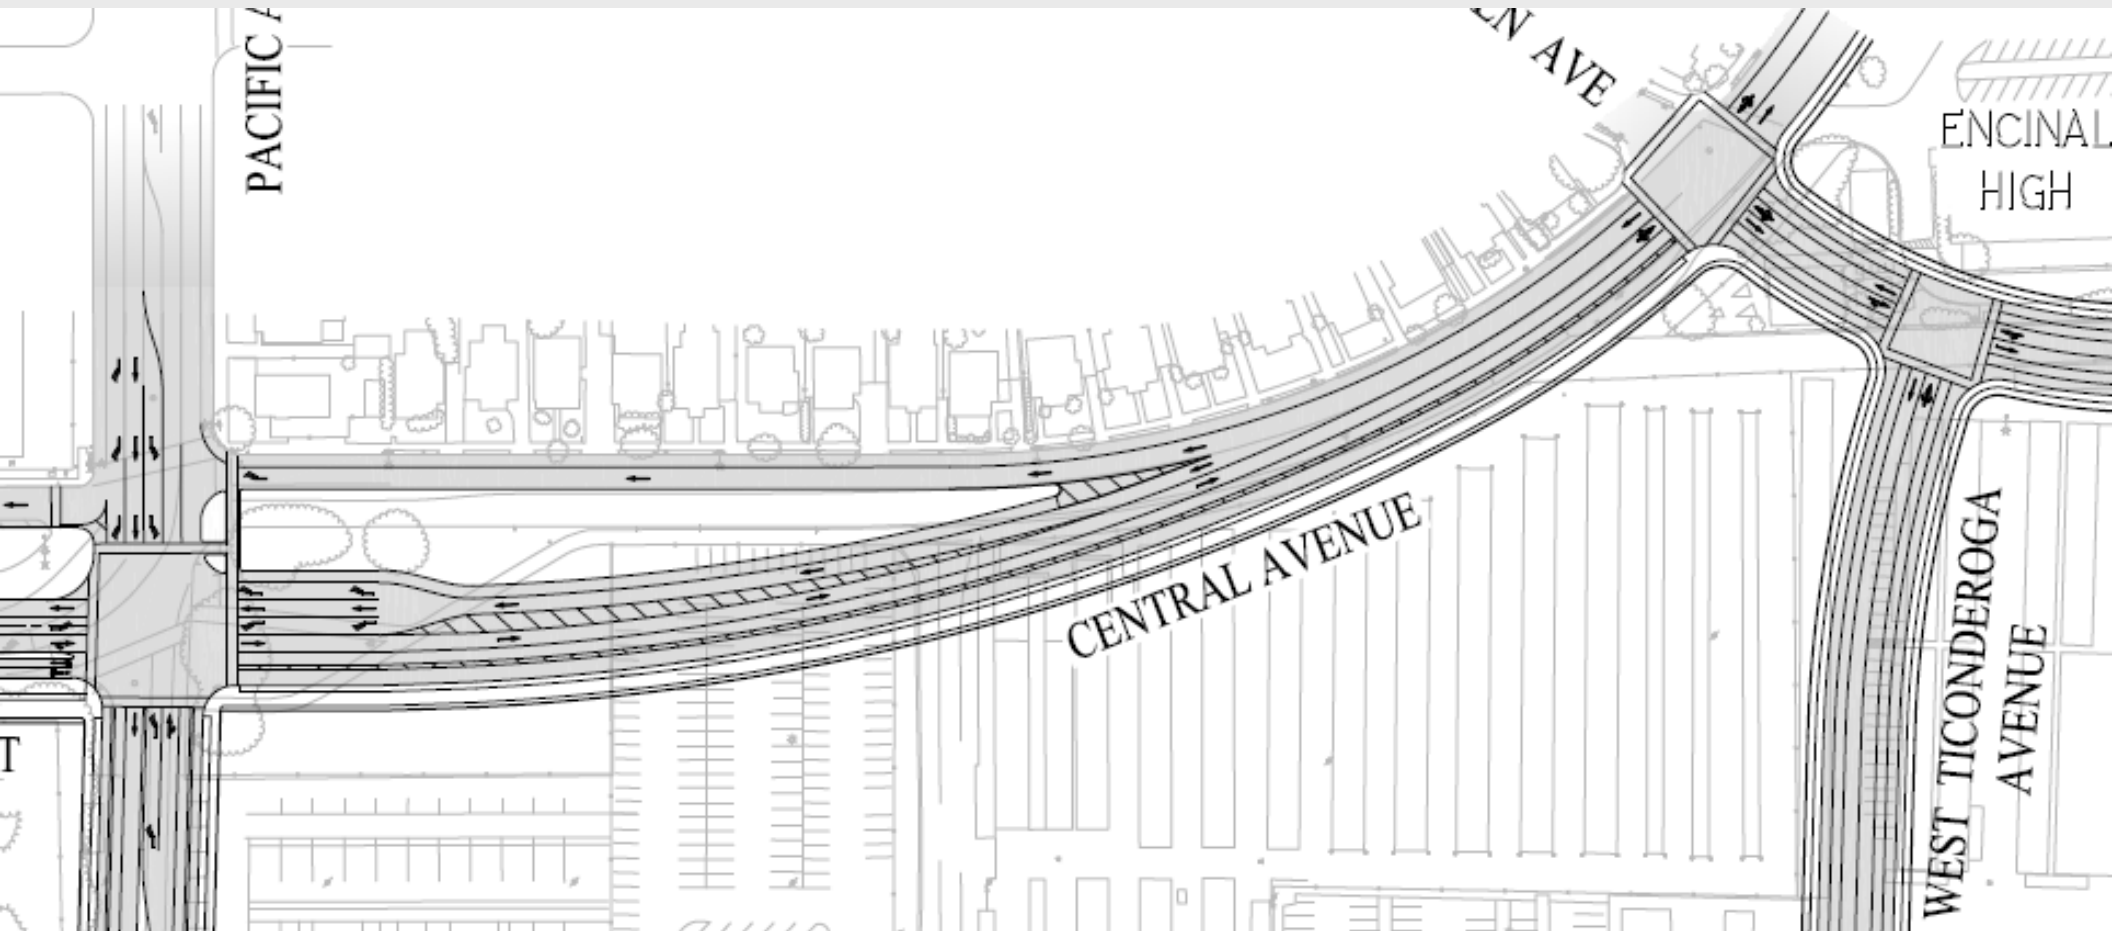 PACIFIC A
EN AVE
ENCINAL
HIGH
CENTRAL AVENUE
WEST TICONDEROGA
AVENUE
T